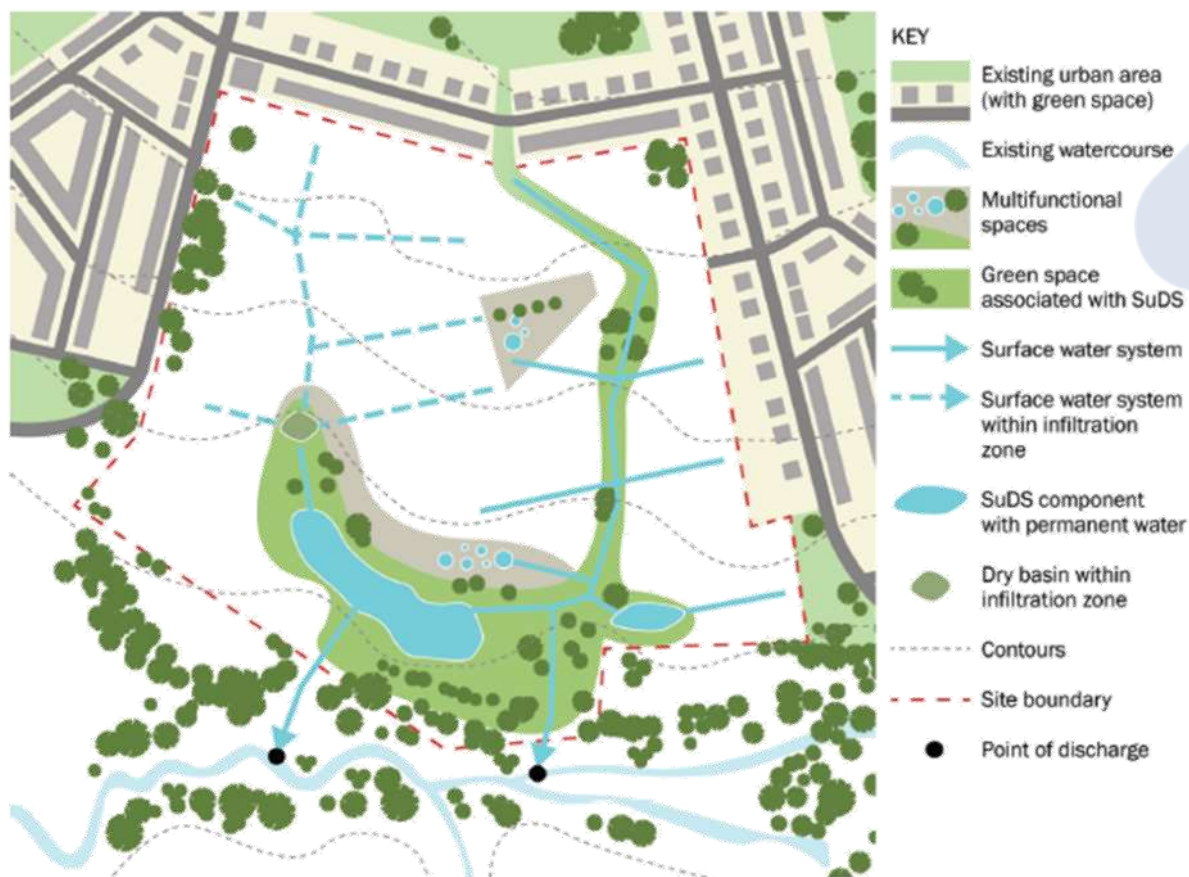 KEY
Existing urban area
(with green space)
Existing watercourse
Multifunctional
spaces
Green space
associated with SuDS
Surface water system
Surface water system
within infiltration
zone
SuDS component
with permanent water
Dry basin within
infiltration zone
Contours
Site boundary
Point of discharge